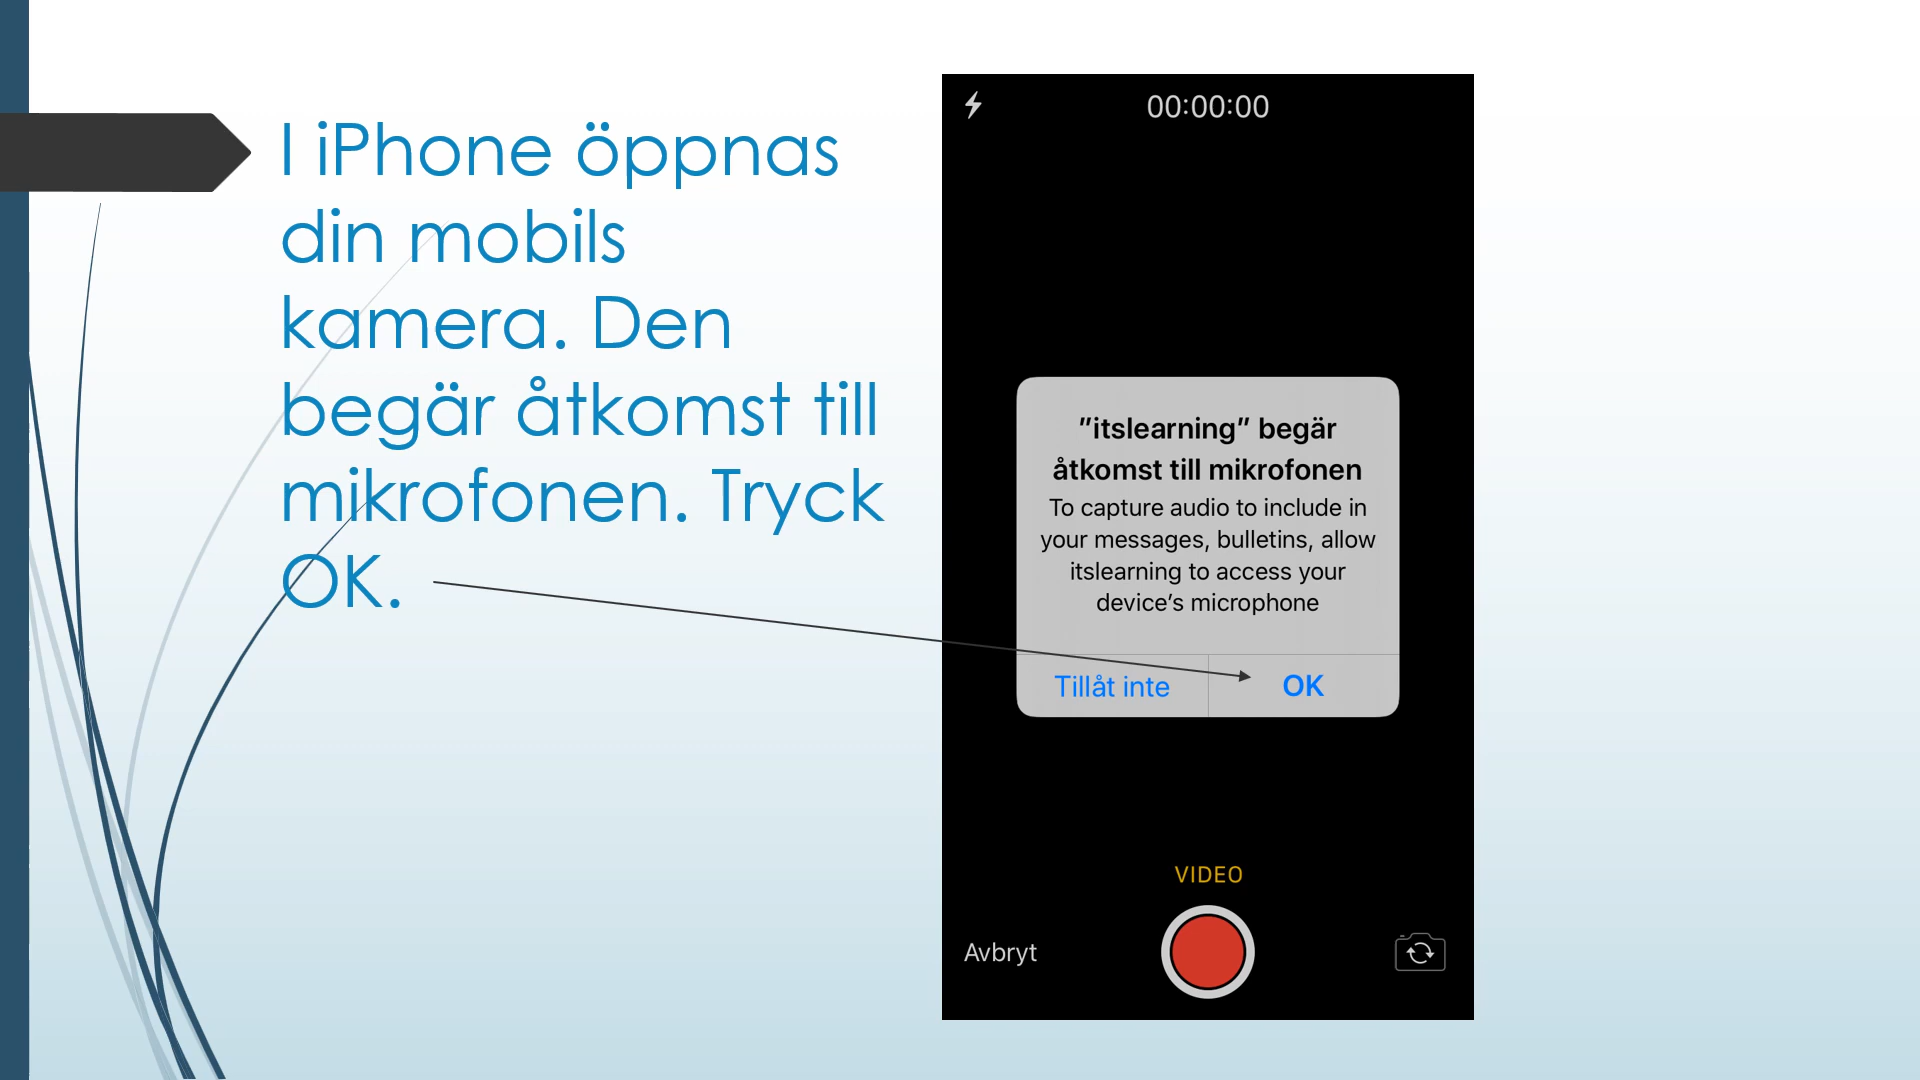 I iPhone öppnas
din mobils
kamera. Den
begär åtkomst till
mikrofonen. Tryck
OK.
00:00:00
”itslearning” begär
åtkomst till mikrofonen
To capture audio to include in
your messages, bulletins, allow
itslearning to access your
device’s microphone
Tillåt inte
OK
VIDEO
Avbryt